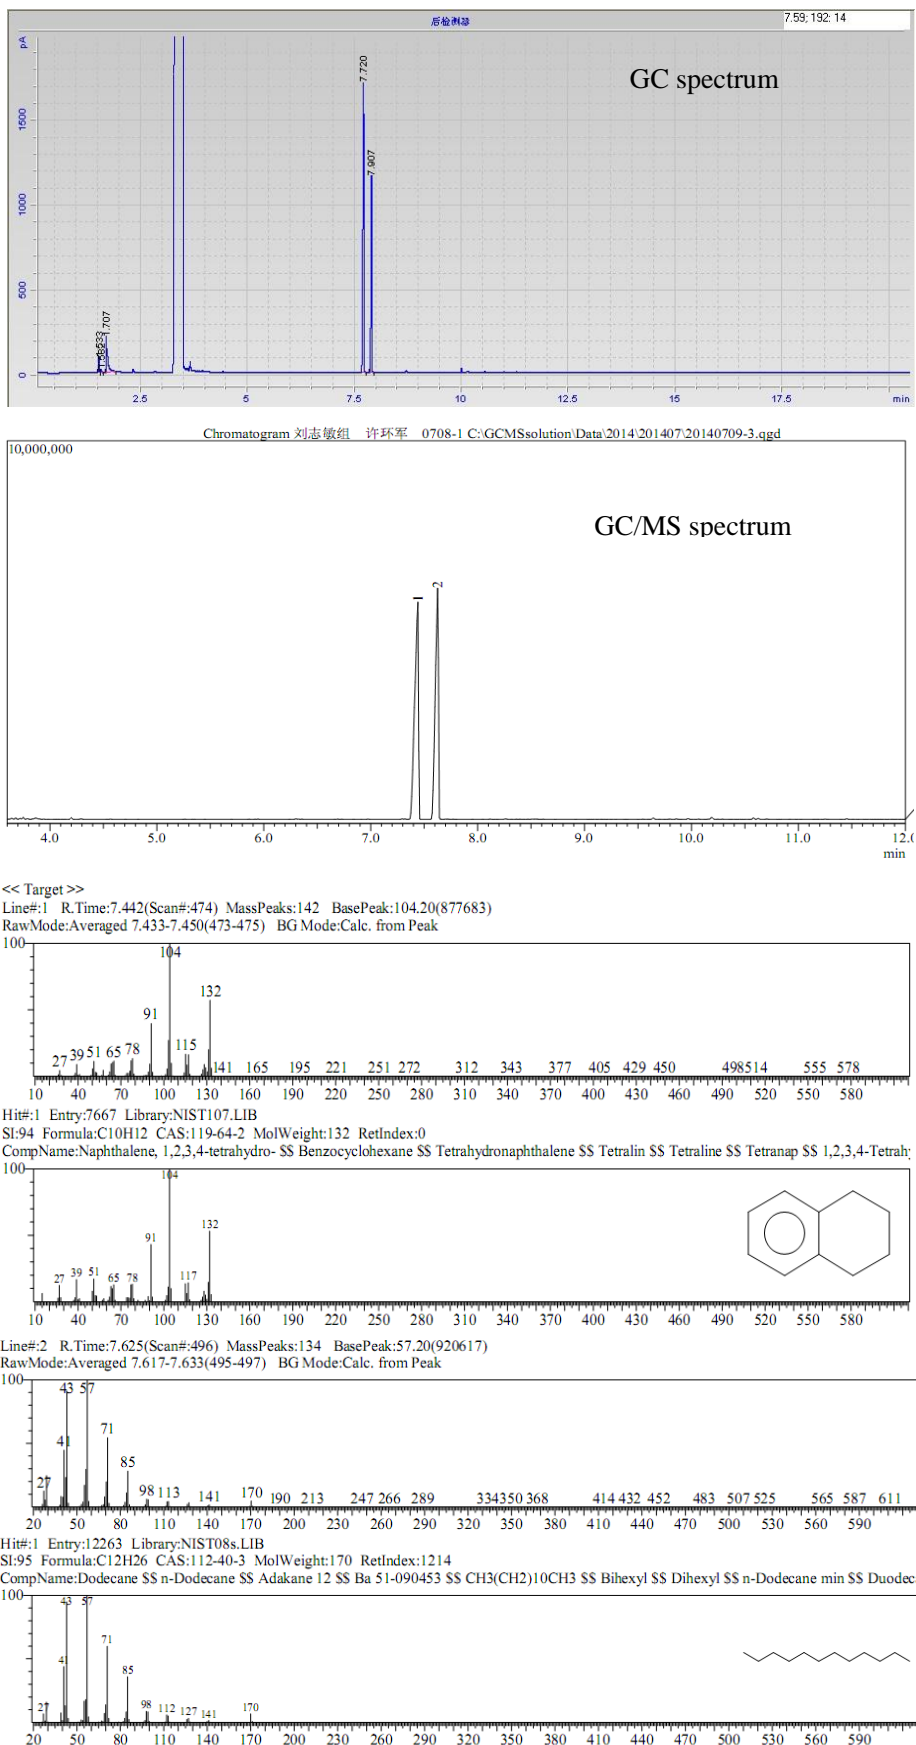 后检测器
7.59; 192: 14
pA
7.720
GC spectrum
7.907
1500
1000
500
1.707
0
2.5 5 7.5 10 12.5 15 17.5 min
Chromatogram 刘志敏组 许环军 0708-1 C:\GCMSsolution\Data\2014\201407\20140709-3.qgd
10,000,000
GC/MS spectrum
1 2
4.0 5.0 6.0 7.0 8.0 9.0 10.0 11.0 12.0
min
<< Target >>
Line#:1 R.Time:7.442(Scan#:474) MassPeaks:142 BasePeak:104.20(877683)
RawMode:Averaged 7.433-7.450(473-475) BG Mode:Calc. from Peak
100
104
132
91
27 39 51 65 78 115 141 165 195 221 251 272 312 343 377 405 429 450 498 514 555 578
10 40 70 100 130 160 190 220 250 280 310 340 370 400 430 460 490 520 550 580
Hit#:1 Entry:7667 Library:NIST107.LIB
SI:94 Formula:C10H12 CAS:119-64-2 MolWeight:132 RetIndex:0
CompName:Naphthalene, 1,2,3,4-tetrahydro- $$ Benzocyclohexane $$ Tetrahydronaphthalene $$ Tetralin $$ Tetraline $$ Tetranap $$ 1,2,3,4-Tetrah
100
104
132
91
27 39 51 65 78 117
10 40 70 100 130 160 190 220 250 280 310 340 370 400 430 460 490 520 550 580
Line#:2 R.Time:7.625(Scan#:496) MassPeaks:134 BasePeak:57.20(920617)
RawMode:Averaged 7.617-7.633(495-497) BG Mode:Calc. from Peak
100
43 57
71
41
85
27 98 113 141 170 190 213 247 266 289 334 350 368 414 432 452 483 507 525 565 587 611
20 50 80 110 140 170 200 230 260 290 320 350 380 410 440 470 500 530 560 590
Hit#:1 Entry:12263 Library:NIST08s.LIB
SI:95 Formula:C12H26 CAS:112-40-3 MolWeight:170 RetIndex:1214
CompName:Dodecane $$ n-Dodecane $$ Adakane 12 $$ Ba 51-090453 $$ CH3(CH2)10CH3 $$ Bihexyl $$ Dihexyl $$ n-Dodecane min $$ Duodec
100
43 57
71
41
85
27 98 112 127 141 170
20 50 80 110 140 170 200 230 260 290 320 350 380 410 440 470 500 530 560 590